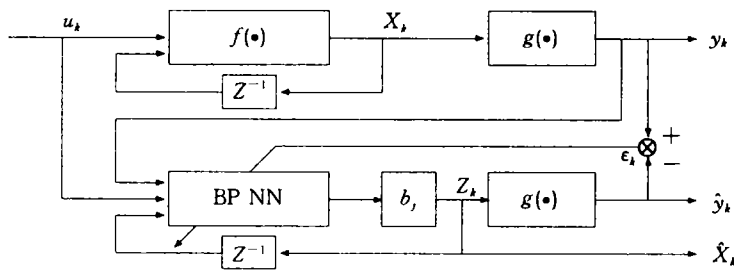 u_k
f(•)
X_k
g(•)
y_k
Z⁻¹
+
−
ε_k
BP NN
b_j
Z_k
g(•)
ŷ_k
Z⁻¹
X̂_k